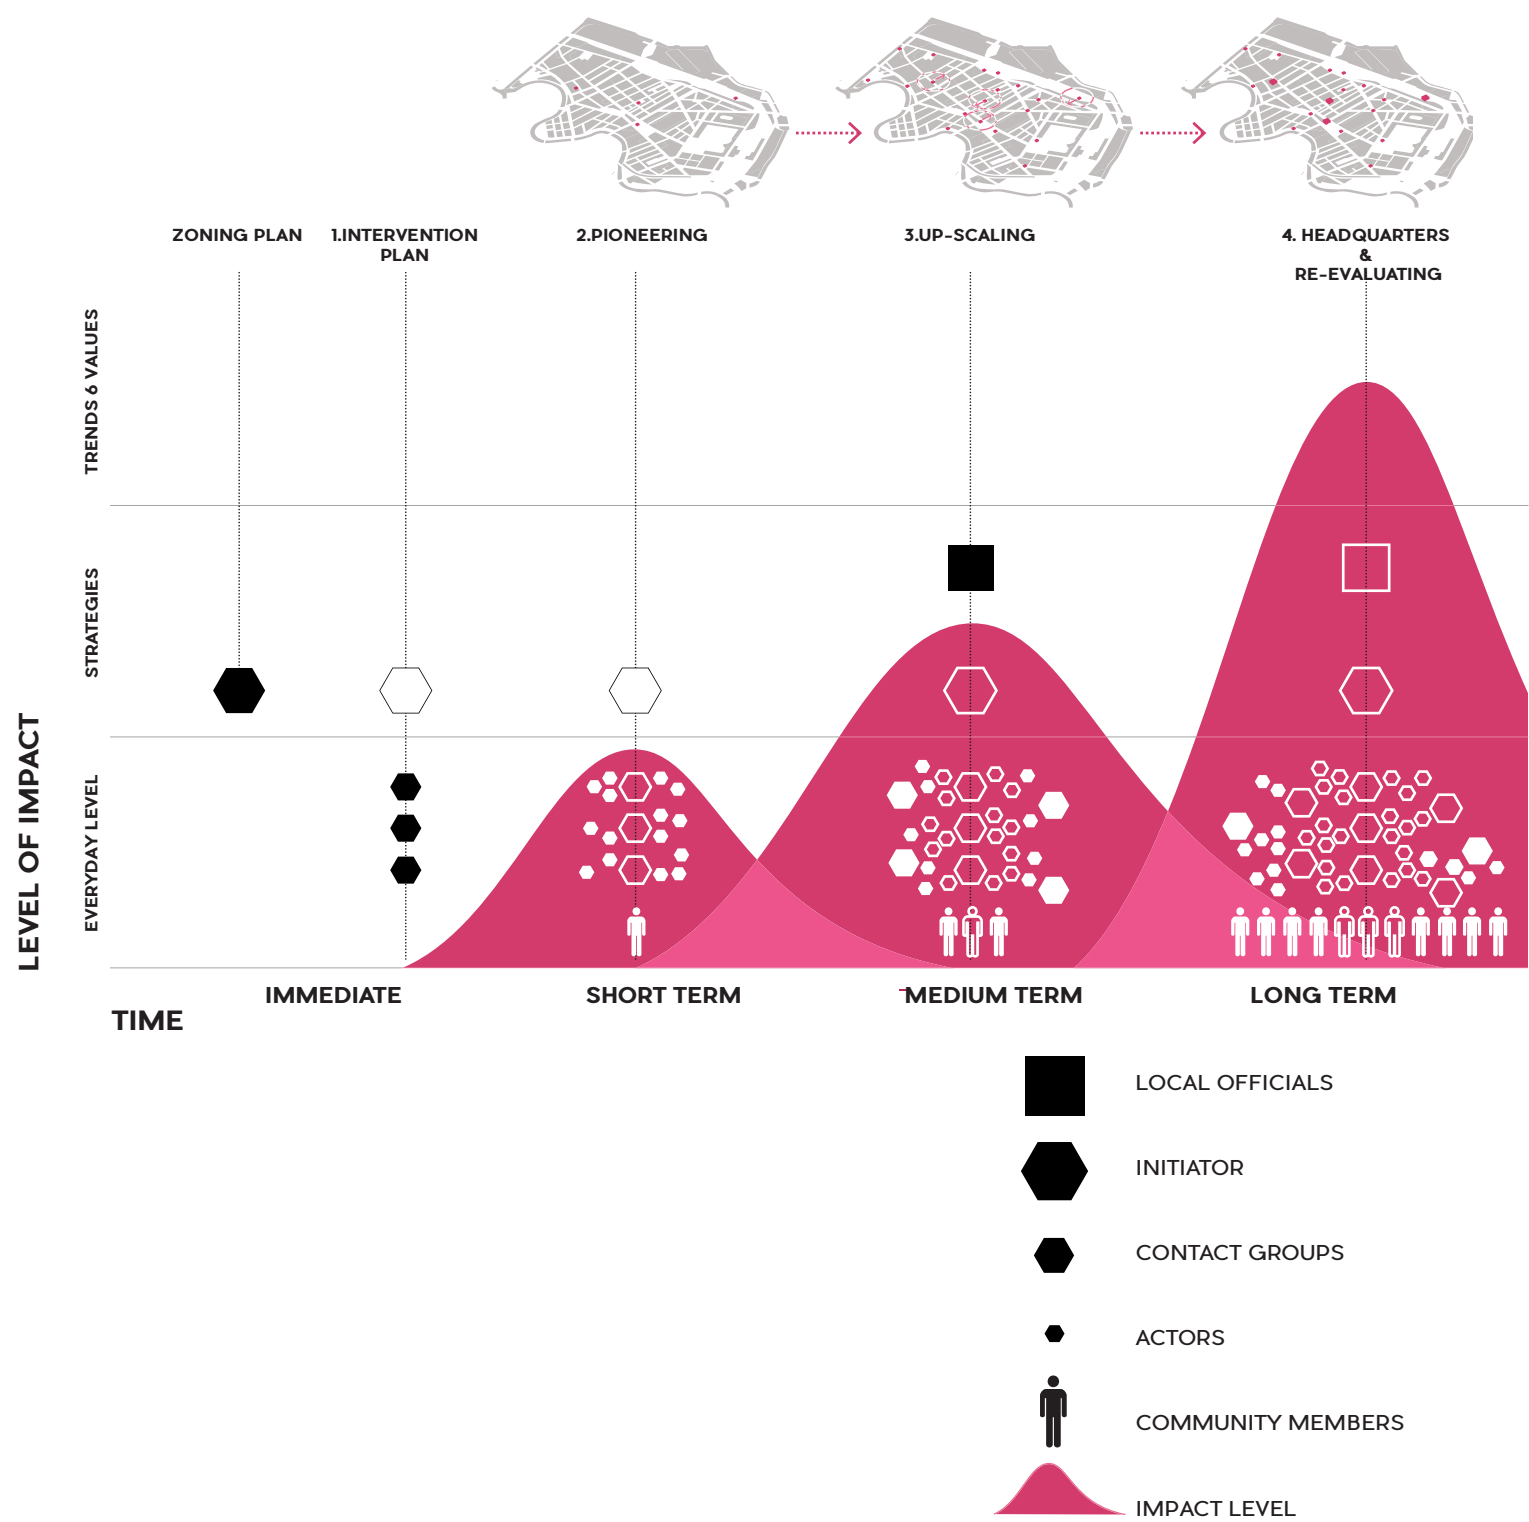 ZONING PLAN
1.INTERVENTION
PLAN
2.PIONEERING
3.UP-SCALING
4. HEADQUARTERS
&
RE-EVALUATING
TRENDS 6 VALUES
STRATEGIES
EVERYDAY LEVEL
LEVEL OF IMPACT
IMMEDIATE
SHORT TERM
MEDIUM TERM
LONG TERM
TIME
LOCAL OFFICIALS
INITIATOR
CONTACT GROUPS
ACTORS
COMMUNITY MEMBERS
IMPACT LEVEL